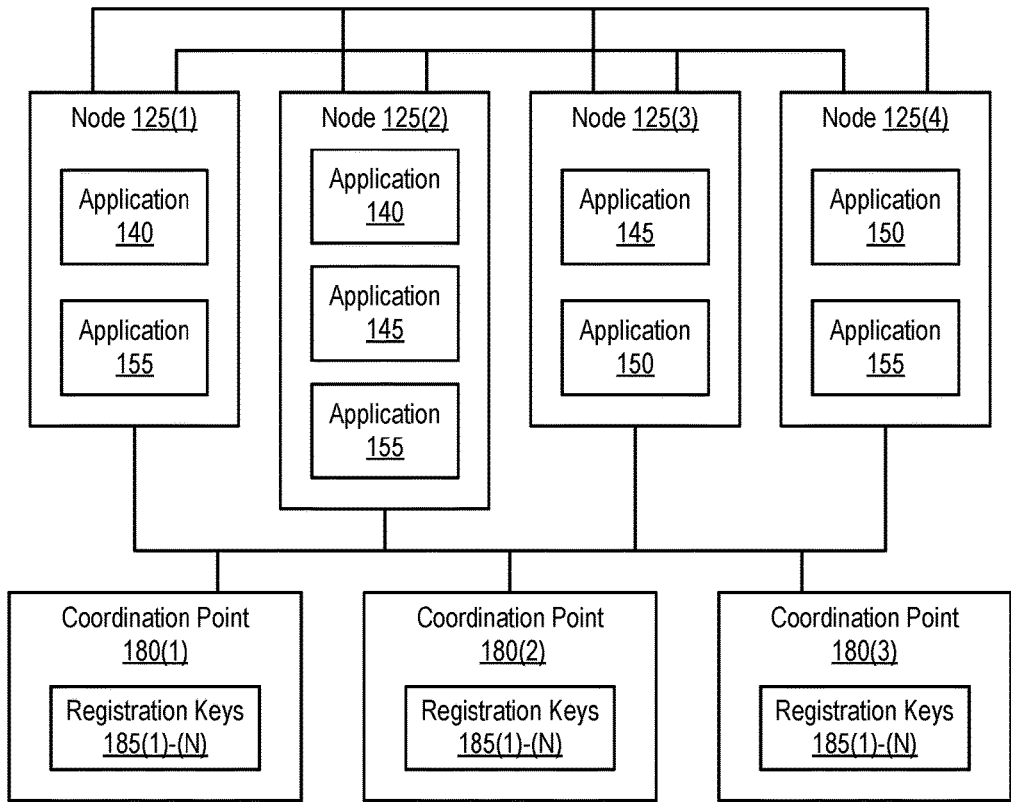 Node 125(1)
Application
140
Application
155
Node 125(2)
Application
140
Application
145
Application
155
Node 125(3)
Application
145
Application
150
Node 125(4)
Application
150
Application
155
Coordination Point
180(1)
Registration Keys
185(1)-(N)
Coordination Point
180(2)
Registration Keys
185(1)-(N)
Coordination Point
180(3)
Registration Keys
185(1)-(N)